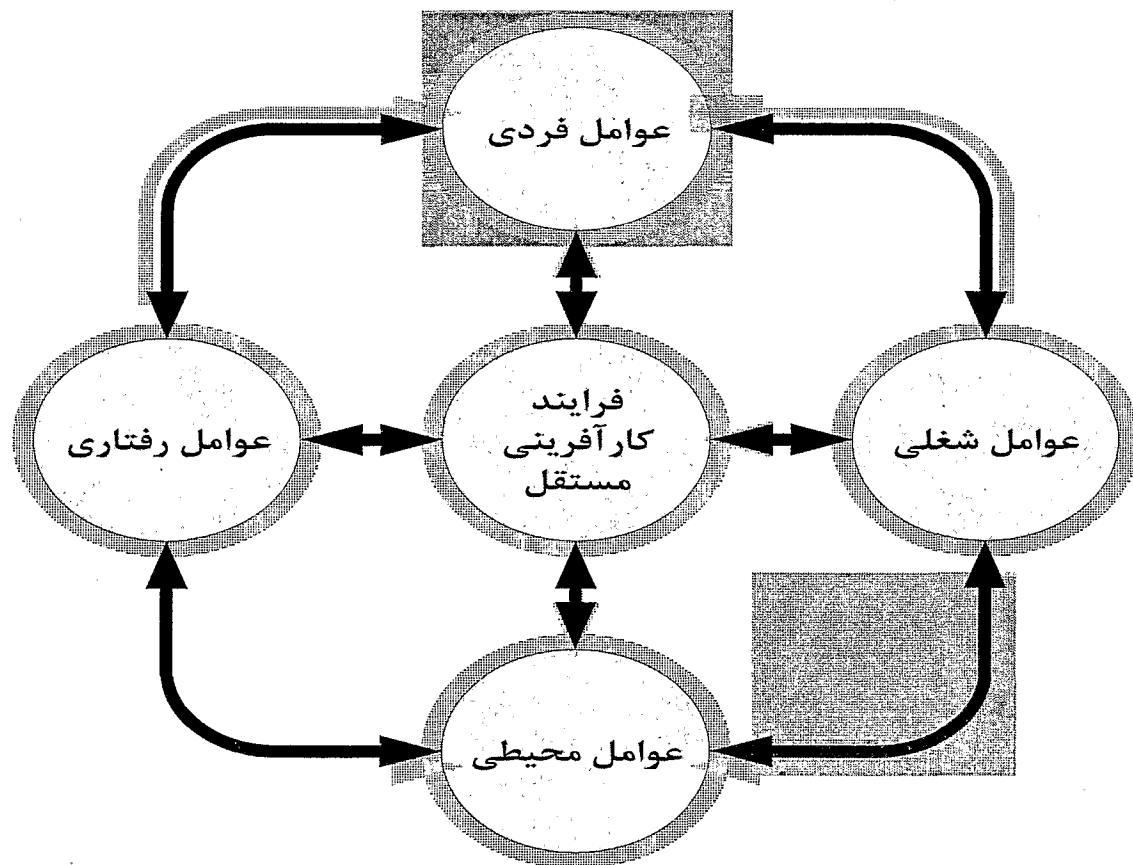 عوامل فردی
عوامل شغلی
فرایند
کارآفرینی
مستقل
عوامل رفتاری
عوامل محیطی